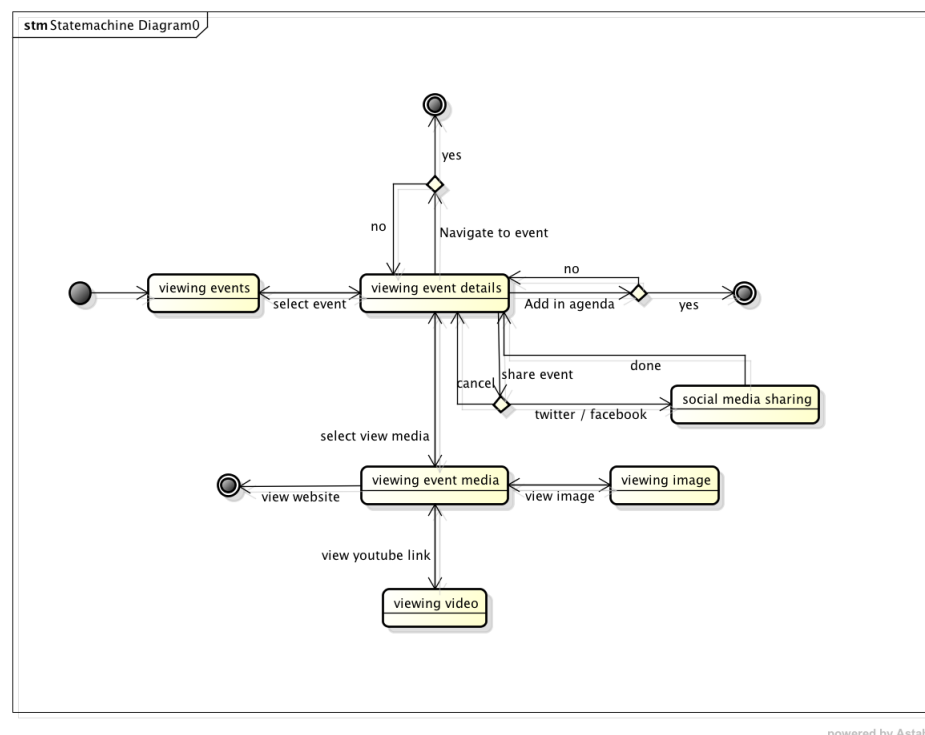 stm Statemachine Diagram0
yes
no
Navigate to event
no
viewing events
viewing event details
select event
Add in agenda
yes
done
share event
cancel
social media sharing
twitter / facebook
select view media
viewing event media
viewing image
view website
view image
view youtube link
viewing video
powered by